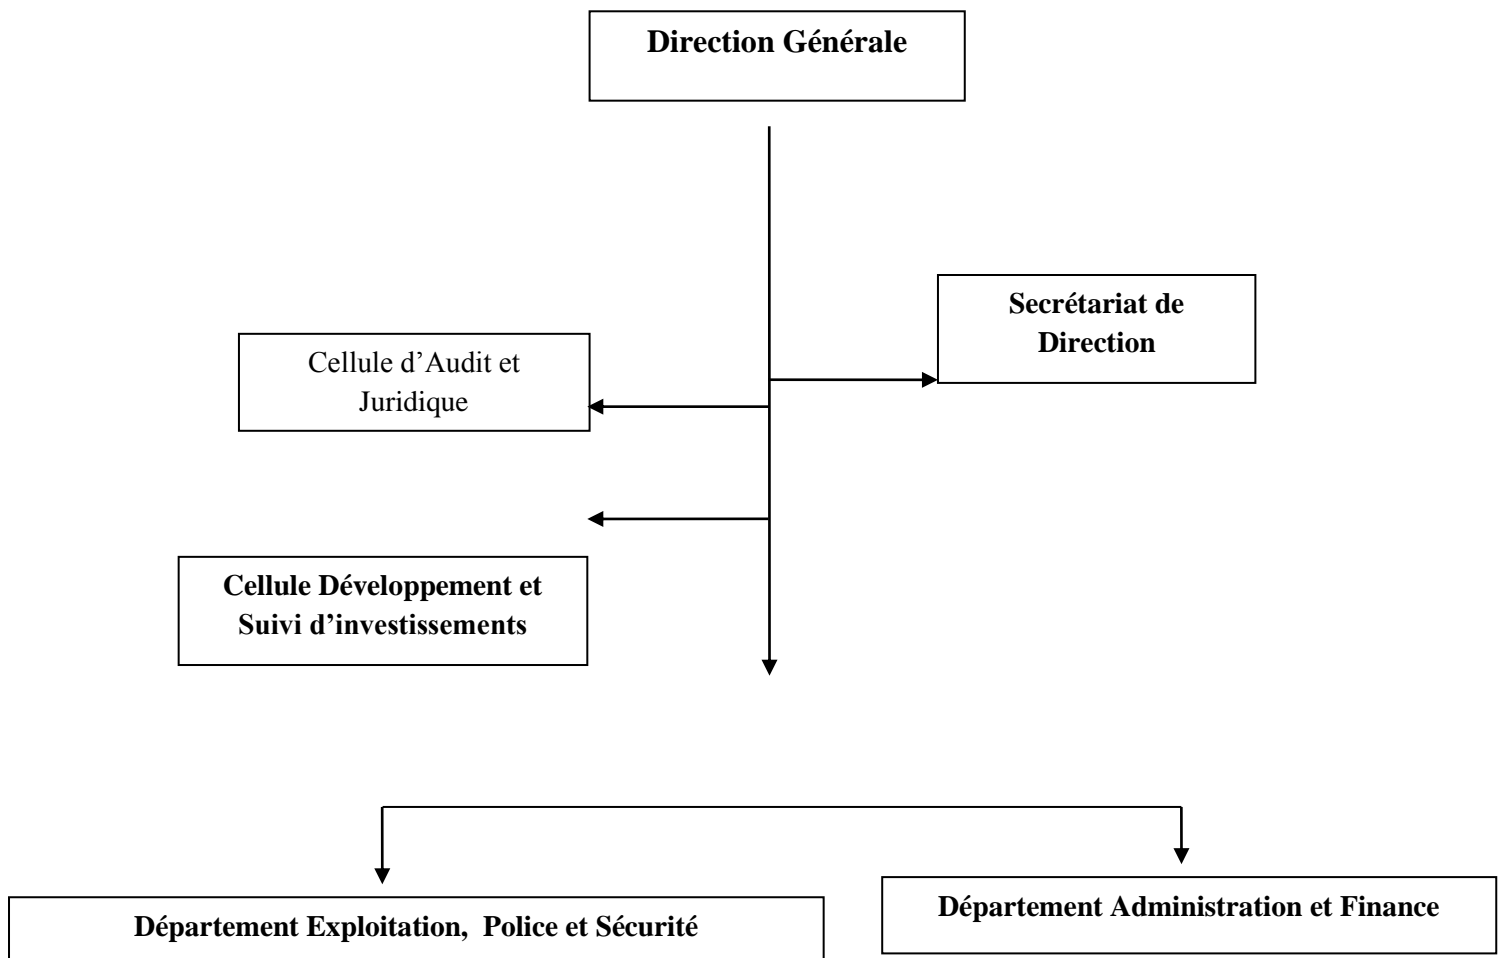 Direction Générale
Secrétariat de
Direction
Cellule d’Audit et
Juridique
Cellule Développement et
Suivi d’investissements
Département Exploitation,  Police et Sécurité
Département Administration et Finance